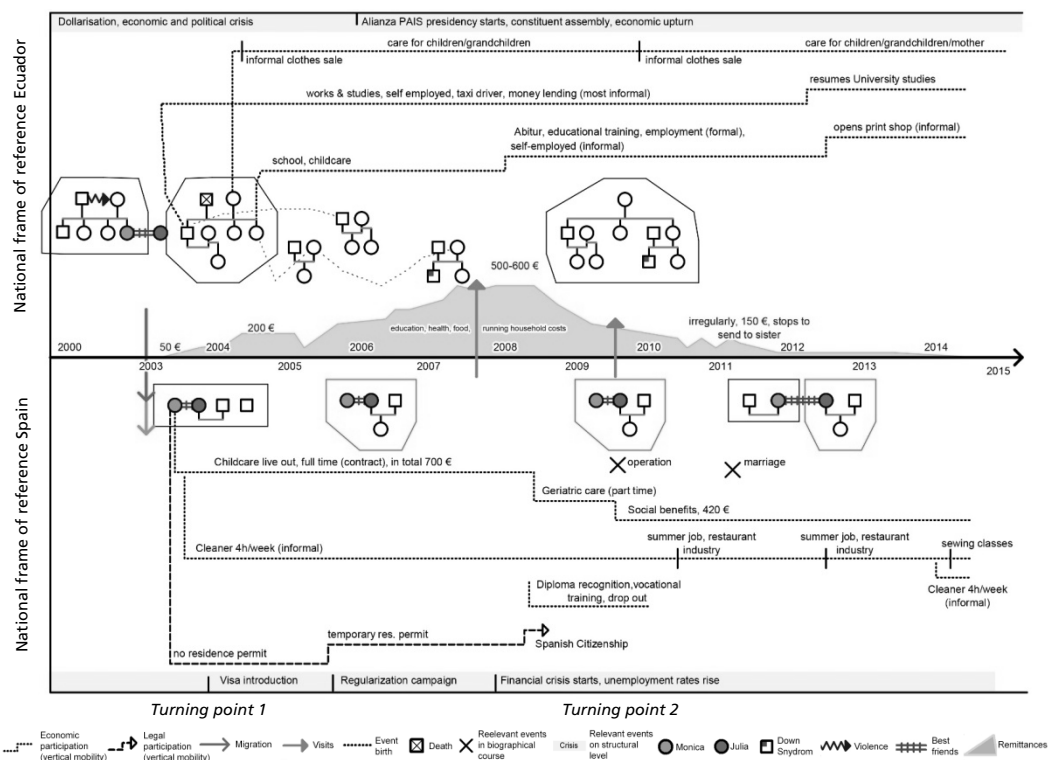 Dollarisation, economic and political crisis
Alianza PAIS presidency starts, constituent assembly, economic upturn
National frame of reference Ecuador
care for children/grandchildren
care for children/grandchildren/mother
informal clothes sale
informal clothes sale
resumes University studies
works & studies, self employed, taxi driver, money lending (most informal)
Abitur, educational training, employment (formal),
self-employed (informal)
opens print shop (informal)
school, childcare
500-600 €
50 €
200 €
education, health, food,
running household costs
irregularly, 150 €, stops to
send to sister
2000
2003
2004
2005
2006
2007
2008
2009
2010
2011
2012
2013
2014
2015
National frame of reference Spain
operation
marriage
Childcare live out, full time (contract), in total 700 €
Geriatric care (part time)
Social benefits, 420 €
Cleaner 4h/week (informal)
summer job, restaurant
industry
summer job, restaurant
industry
sewing classes
Diploma recognition,vocational
training, drop out
Cleaner 4h/week
(informal)
temporary res. permit
Spanish Citizenship
no residence permit
Visa introduction
Regularization campaign
Financial crisis starts, unemployment rates rise
Turning point 1
Turning point 2
Economic
participation
(vertical mobility)
Legal
participation
(vertical mobility)
Migration
Visits
Event
birth
Death
Reelevant events
in biographical
course
Crisis
Relevant events
on structural
level
Monica
Julia
Down
Snydrom
Violence
Best
friends
Remittances